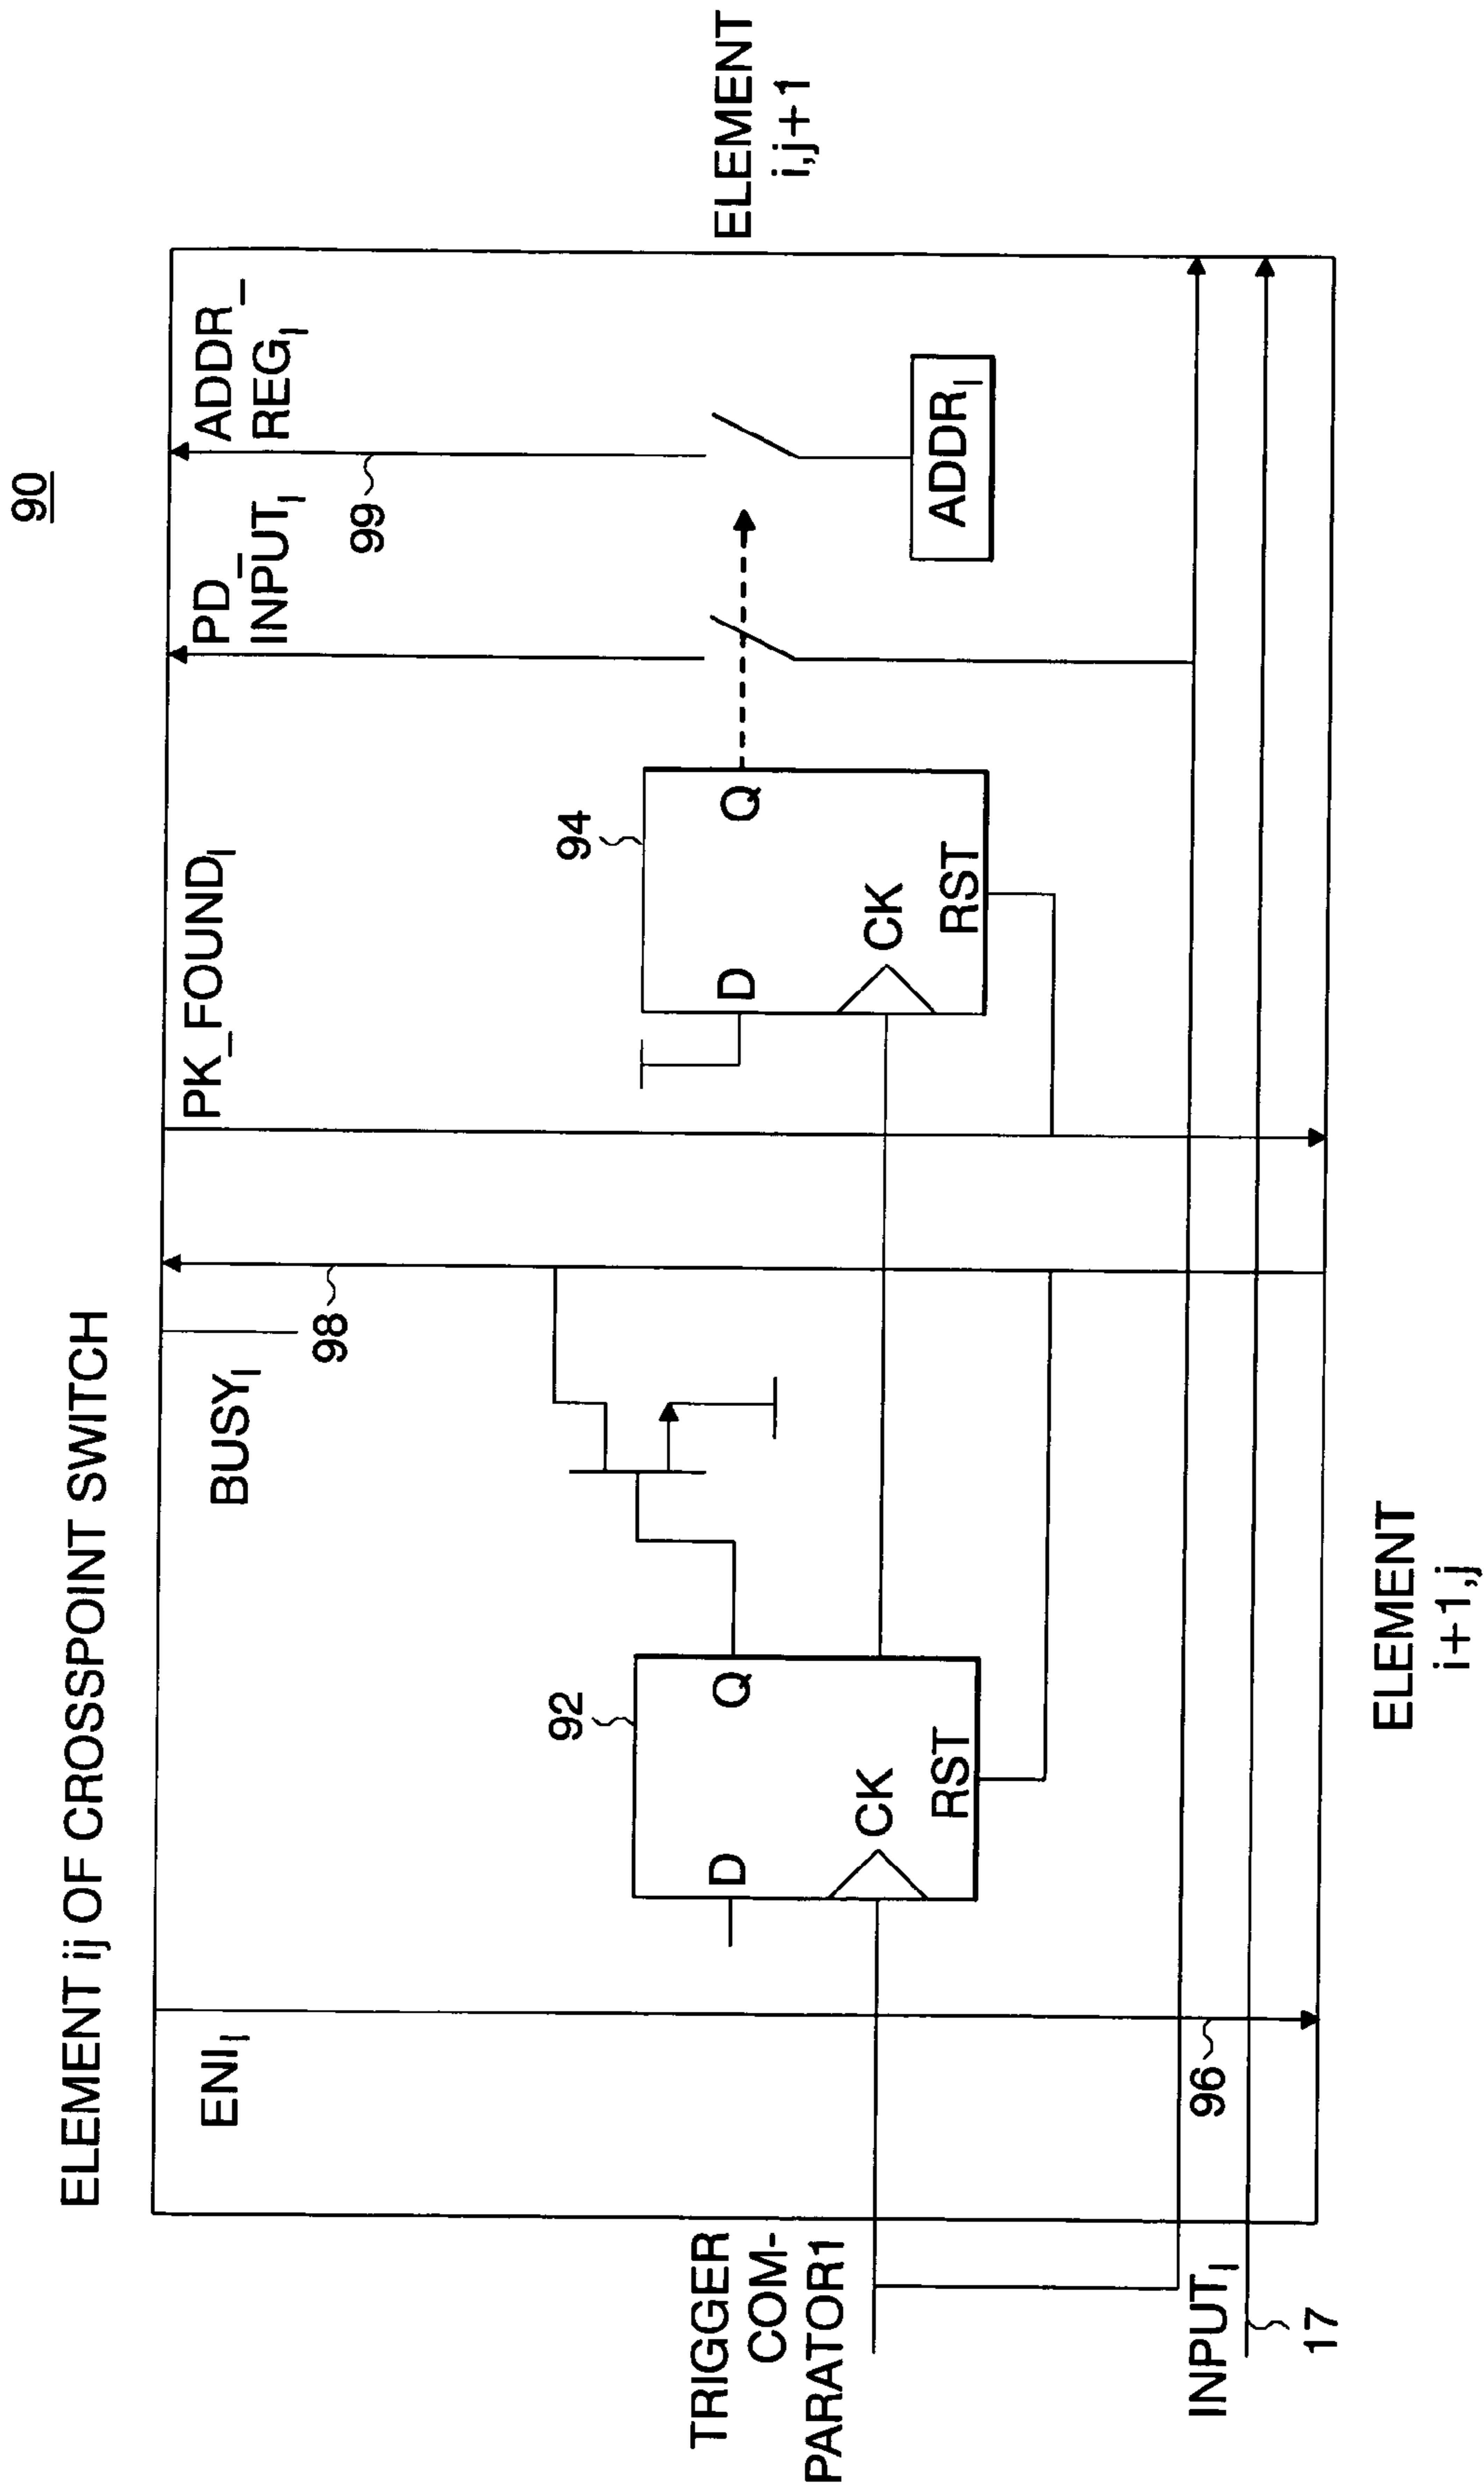 90
ELEMENT ij OF CROSSPOINT SWITCH
ENI_I
BUSY_I
98
PK_FOUND_I
PD_
INPUT_I
ADDR_
REG_I
99
92
D
Q
CK
RST
94
D
Q
CK
RST
ADDR_I
TRIGGER
COM-
PARATOR1
INPUT_I
17
96
ELEMENT
i,j+1
ELEMENT
i+1,j